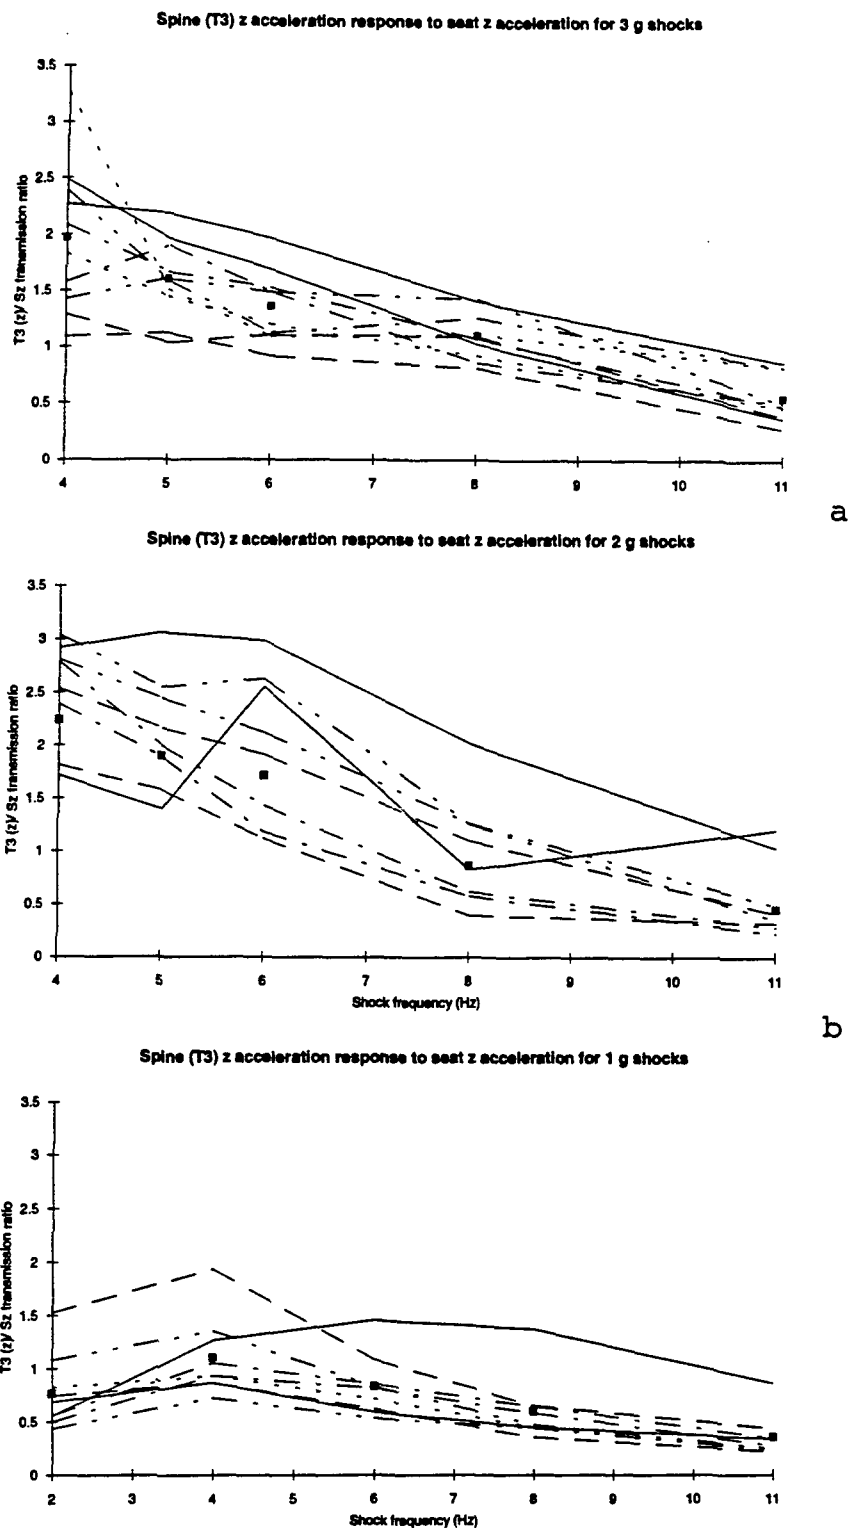 Spine (T3) z acceleration response to seat z acceleration for 3 g shocks
3.5
3
2.5
2
1.5
1
0.5
0
T3 (z)/ Sz transmission ratio
4 5 6 7 8 9 10 11
a
Spine (T3) z acceleration response to seat z acceleration for 2 g shocks
3.5
3
2.5
2
1.5
1
0.5
0
T3 (z)/ Sz transmission ratio
4 5 6 7 8 9 10 11
Shock frequency (Hz)
b
Spine (T3) z acceleration response to seat z acceleration for 1 g shocks
3.5
3
2.5
2
1.5
1
0.5
0
T3 (z)/ Sz transmission ratio
2 3 4 5 6 7 8 9 10 11
Shock frequency (Hz)